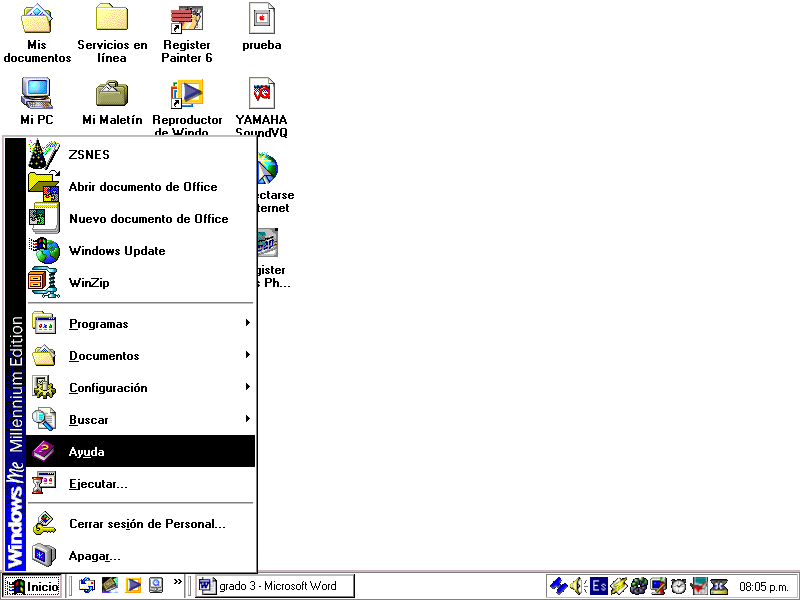 Mis documentos
Servicios en línea
Register Painter 6
prueba
Mi PC
Mi Maletín
Reproductor de Windo...
YAMAHA SoundVQ
ectarse
ternet
gister
s Ph...
ZSNES
Abrir documento de Office
Nuevo documento de Office
Windows Update
WinZip
Programas
Documentos
Configuración
Buscar
Ayuda
Ejecutar...
Cerrar sesión de Personal...
Apagar...
Windows Me Millennium Edition
Inicio
»
grado 3 - Microsoft Word
Es
08:05 p.m.